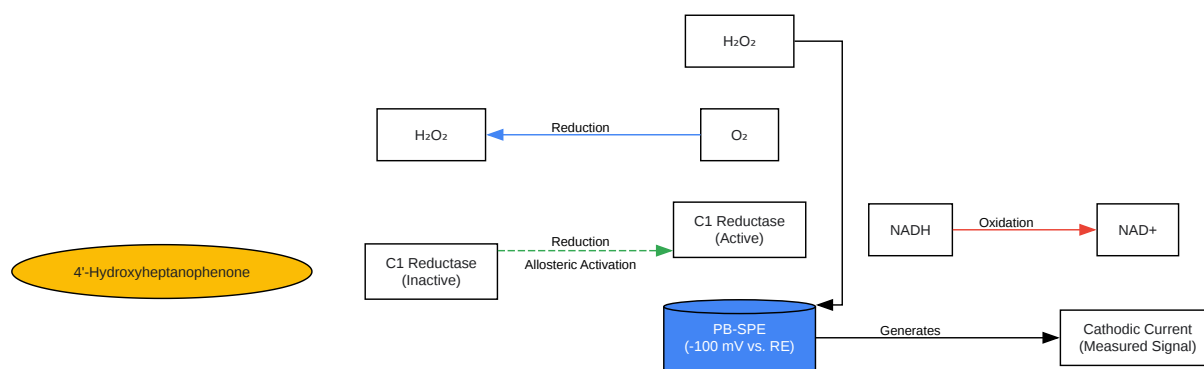 H₂O₂
H₂O₂
Reduction
O₂
C1 Reductase
(Active)
NADH
Oxidation
NAD+
4'-Hydroxyheptanophenone
C1 Reductase
(Inactive)
Reduction
Allosteric Activation
PB-SPE
(-100 mV vs. RE)
Generates
Cathodic Current
(Measured Signal)